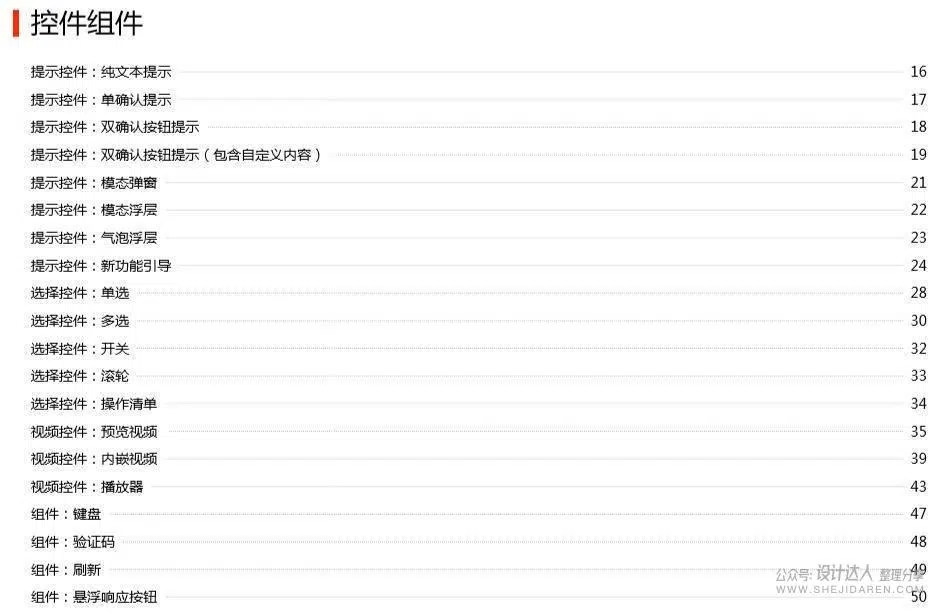 控件组件
提示控件：纯文本提示 16
提示控件：单确认提示 17
提示控件：双确认按钮提示 18
提示控件：双确认按钮提示（包含自定义内容） 19
提示控件：模态弹窗 21
提示控件：模态浮层 22
提示控件：气泡浮层 23
提示控件：新功能引导 24
选择控件：单选 28
选择控件：多选 30
选择控件：开关 32
选择控件：滚轮 33
选择控件：操作清单 34
视频控件：预览视频 35
视频控件：内嵌视频 39
视频控件：播放器 43
组件：键盘 47
组件：验证码 48
组件：刷新 49
公众号: 设计达人 整理分享
WWW.SHEJIDAREN.COM
组件：悬浮响应按钮 50